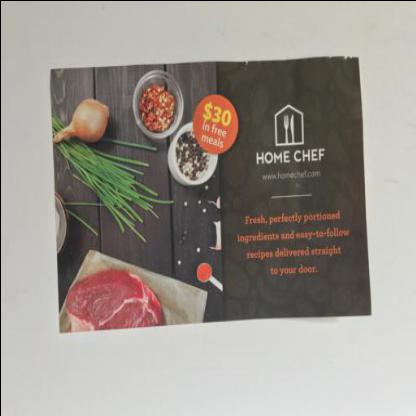 $30
in free
meals
HOME CHEF
www.homechef.com
Fresh, perfectly portioned
ingredients and easy-to-follow
recipes delivered straight
to your door.